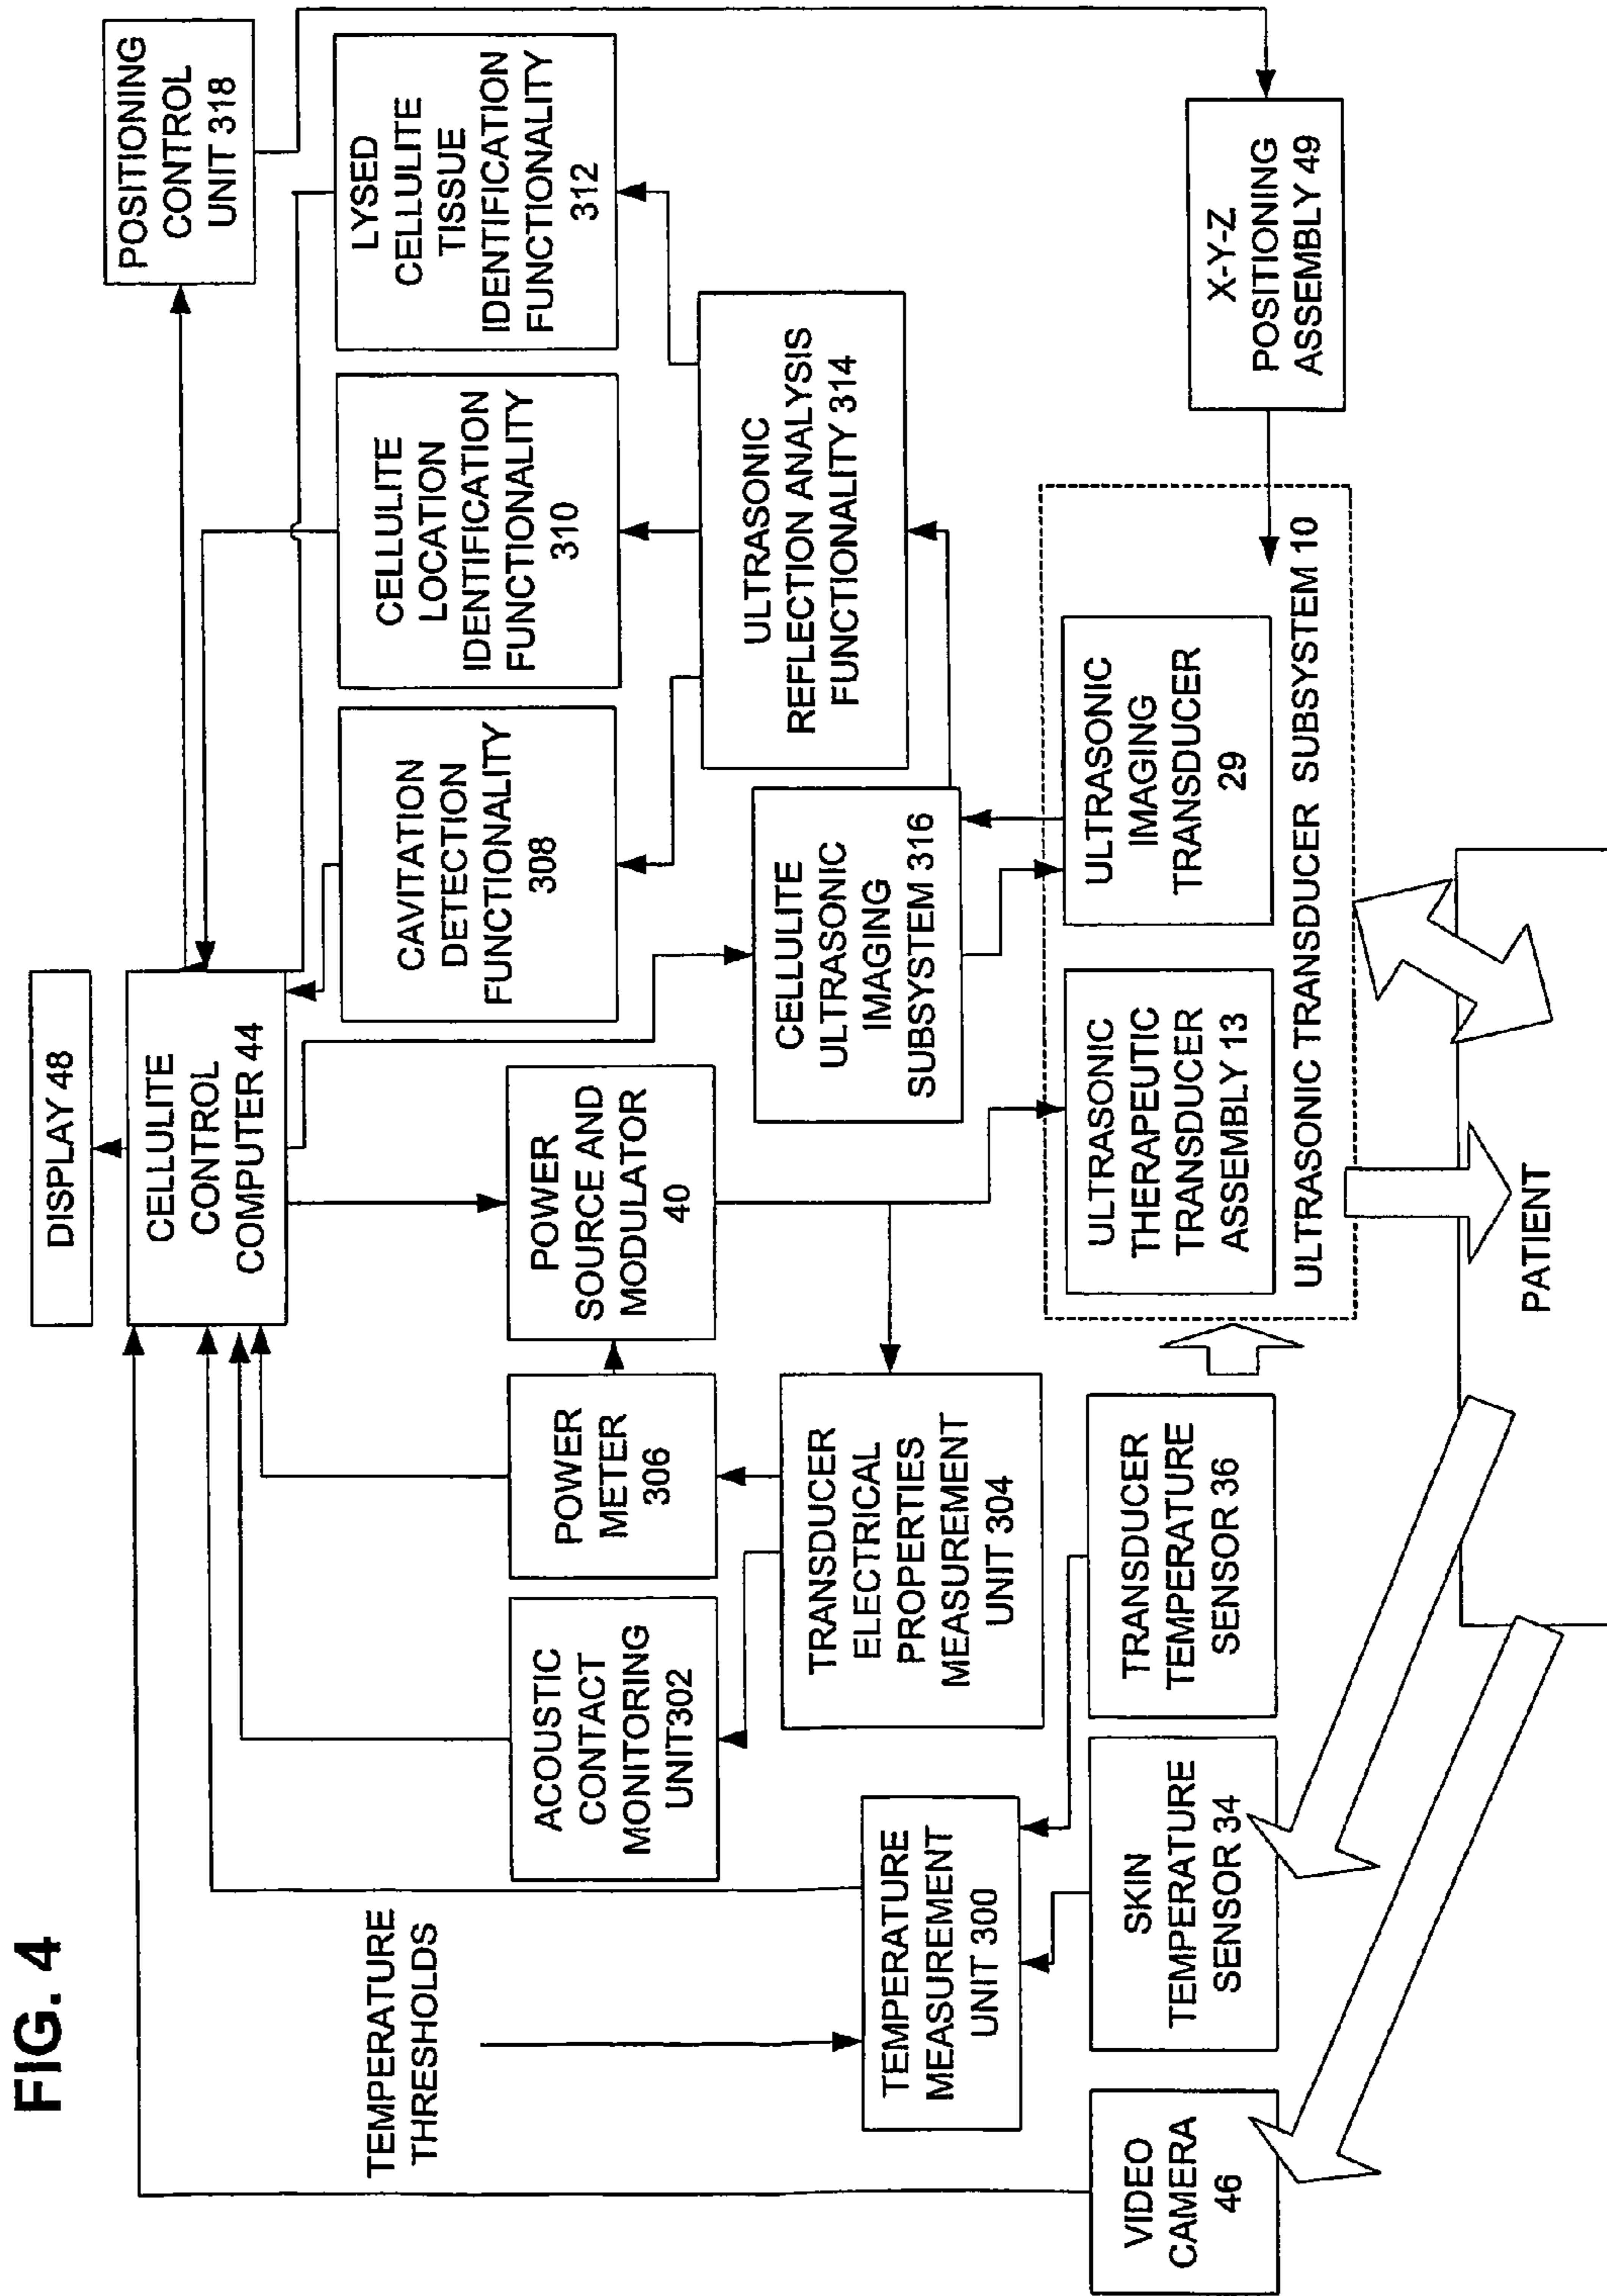 FIG. 4
DISPLAY 48
CELLULITE
CONTROL
COMPUTER 44
POSITIONING
CONTROL
UNIT 318
TEMPERATURE
THRESHOLDS
ACOUSTIC
CONTACT
MONITORING
UNIT302
POWER
METER
306
POWER
SOURCE AND
MODULATOR
40
CAVITATION
DETECTION
FUNCTIONALITY
308
CELLULITE
LOCATION
IDENTIFICATION
FUNCTIONALITY
310
LYSED
CELLULITE
TISSUE
IDENTIFICATION
FUNCTIONALITY
312
TEMPERATURE
MEASUREMENT
UNIT 300
TRANSDUCER
ELECTRICAL
PROPERTIES
MEASUREMENT
UNIT 304
CELLULITE
ULTRASONIC
IMAGING
SUBSYSTEM 316
ULTRASONIC
REFLECTION ANALYSIS
FUNCTIONALITY 314
VIDEO
CAMERA
46
SKIN
TEMPERATURE
SENSOR 34
TRANSDUCER
TEMPERATURE
SENSOR 36
ULTRASONIC
THERAPEUTIC
TRANSDUCER
ASSEMBLY 13
ULTRASONIC
IMAGING
TRANSDUCER
29
ULTRASONIC TRANSDUCER SUBSYSTEM 10
X-Y-Z
POSITIONING
ASSEMBLY 49
PATIENT